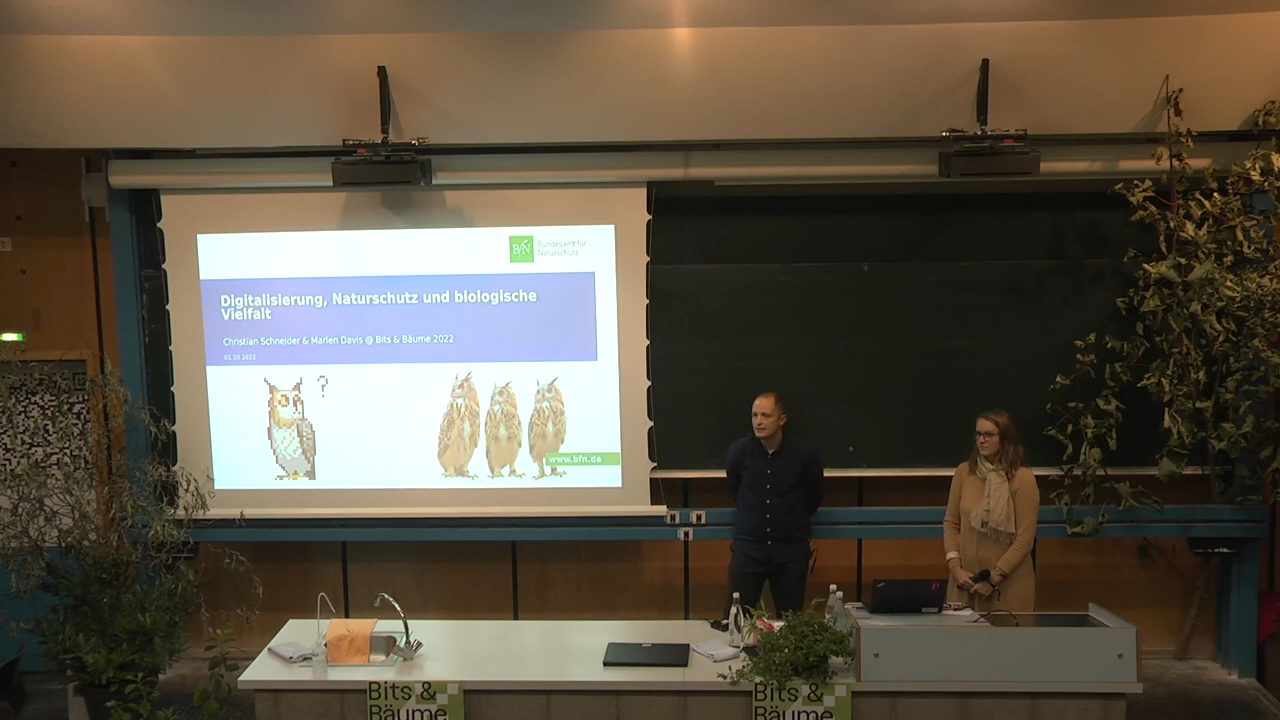 BfN
Bundesamt für
Naturschutz
Digitalisierung, Naturschutz und biologische
Vielfalt
Christian Schneider & Marlen Davis @ Bits & Bäume 2022
01.10.2022
?
www.bfn.de
Bits &
Bäume
Bits &
Bäume